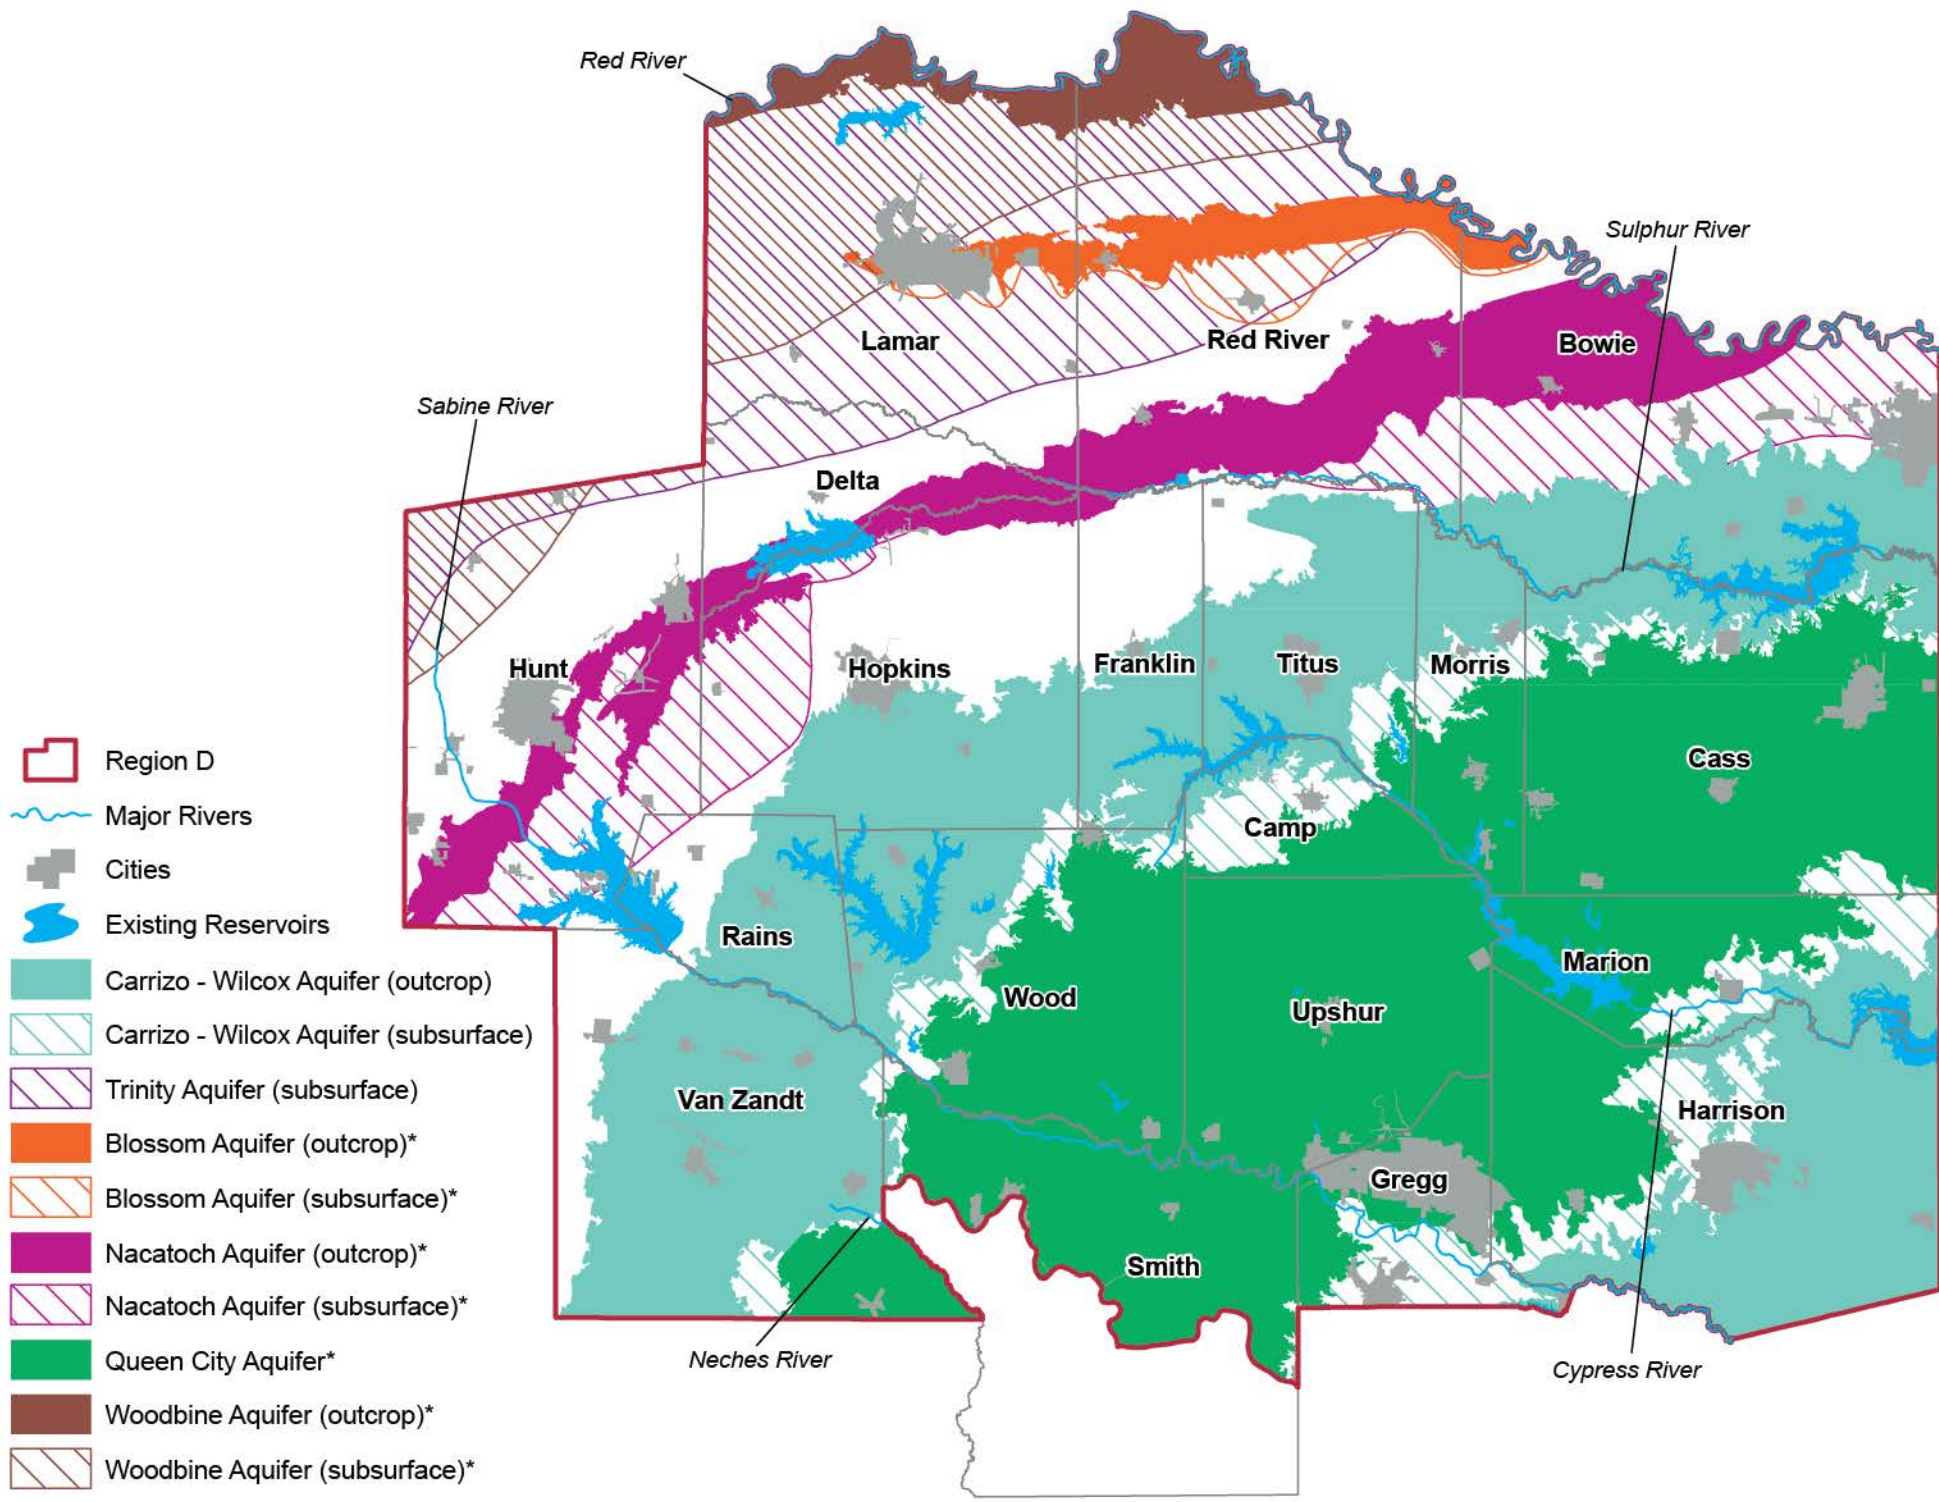 Red River
Sulphur River
Lamar
Red River
Bowie
Sabine River
Delta
Hunt
Hopkins
Franklin
Titus
Morris
Cass
Camp
Rains
Wood
Upshur
Marion
Van Zandt
Harrison
Gregg
Smith
Neches River
Cypress River
Region D
Major Rivers
Cities
Existing Reservoirs
Carrizo - Wilcox Aquifer (outcrop)
Carrizo - Wilcox Aquifer (subsurface)
Trinity Aquifer (subsurface)
Blossom Aquifer (outcrop)*
Blossom Aquifer (subsurface)*
Nacatoch Aquifer (outcrop)*
Nacatoch Aquifer (subsurface)*
Queen City Aquifer*
Woodbine Aquifer (outcrop)*
Woodbine Aquifer (subsurface)*